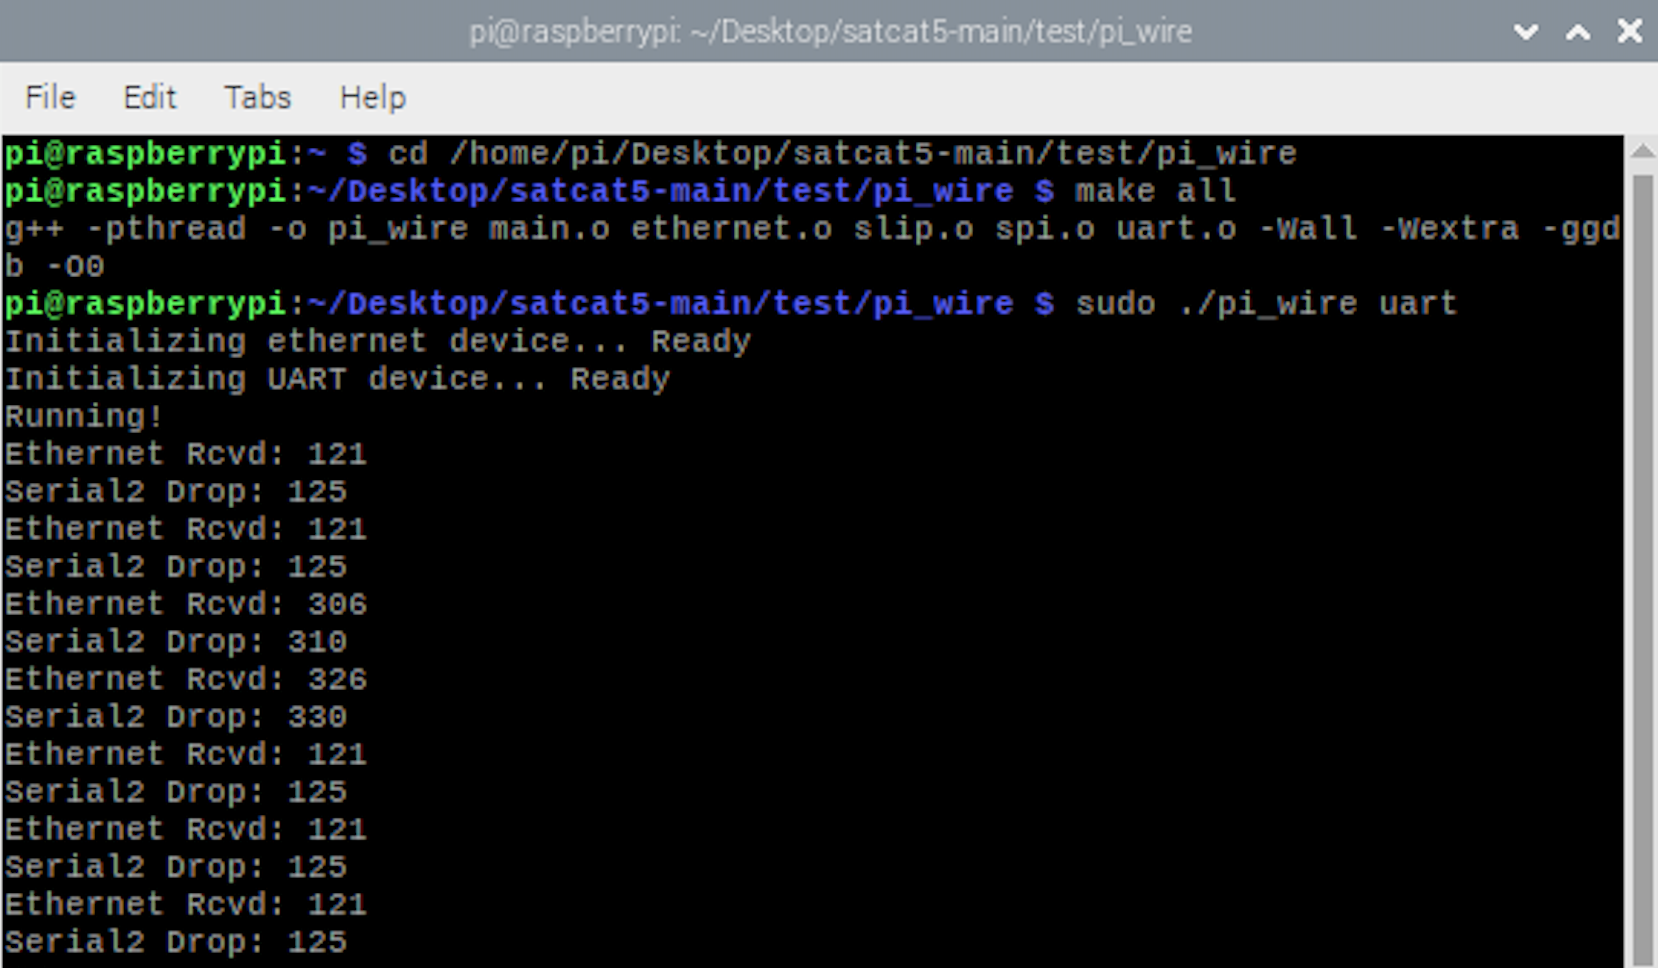 pi@raspberrypi: ~/Desktop/satcat5-main/test/pi_wire
File Edit Tabs Help
pi@raspberrypi:~ $ cd /home/pi/Desktop/satcat5-main/test/pi_wire
pi@raspberrypi:~/Desktop/satcat5-main/test/pi_wire $ make all
g++ -pthread -o pi_wire main.o ethernet.o slip.o spi.o uart.o -Wall -Wextra -ggd
b -O0
pi@raspberrypi:~/Desktop/satcat5-main/test/pi_wire $ sudo ./pi_wire uart
Initializing ethernet device... Ready
Initializing UART device... Ready
Running!
Ethernet Rcvd: 121
Serial2 Drop: 125
Ethernet Rcvd: 121
Serial2 Drop: 125
Ethernet Rcvd: 306
Serial2 Drop: 310
Ethernet Rcvd: 326
Serial2 Drop: 330
Ethernet Rcvd: 121
Serial2 Drop: 125
Ethernet Rcvd: 121
Serial2 Drop: 125
Ethernet Rcvd: 121
Serial2 Drop: 125